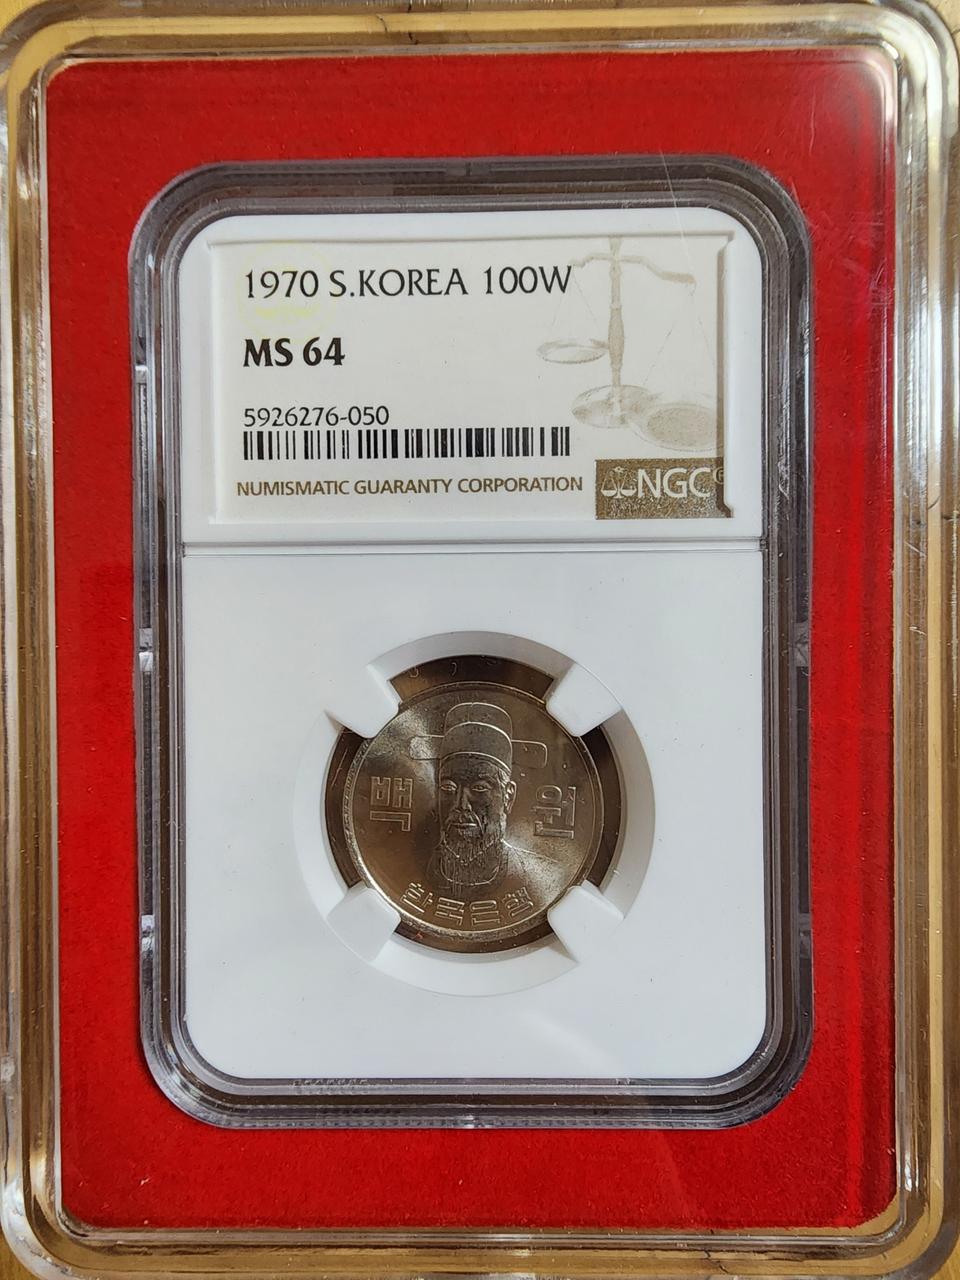 1970 S.KOREA 100W
MS 64
5926276-050
NUMISMATIC GUARANTY CORPORATION
NGC®
백 원
한국은행